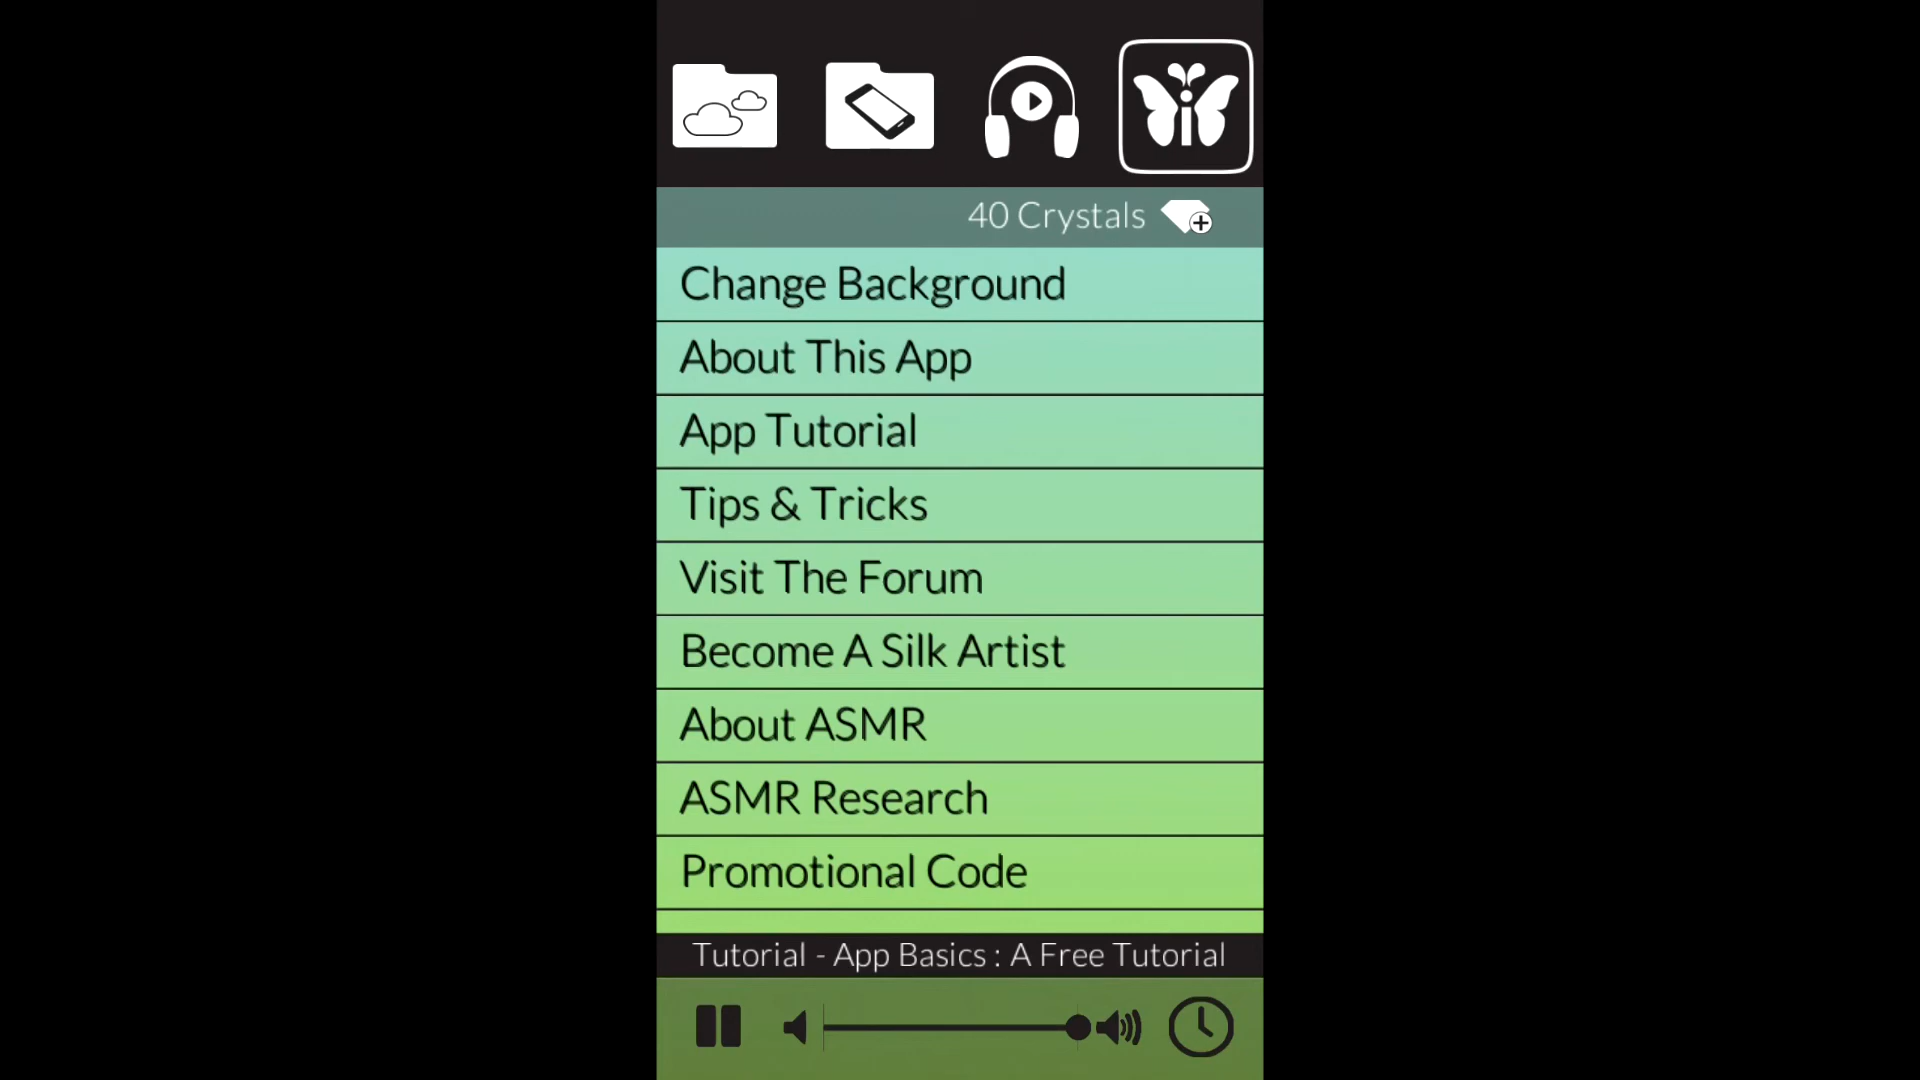 40 Crystals
Change Background
About This App
App Tutorial
Tips & Tricks
Visit The Forum
Become A Silk Artist
About ASMR
ASMR Research
Promotional Code
Tutorial - App Basics : A Free Tutorial